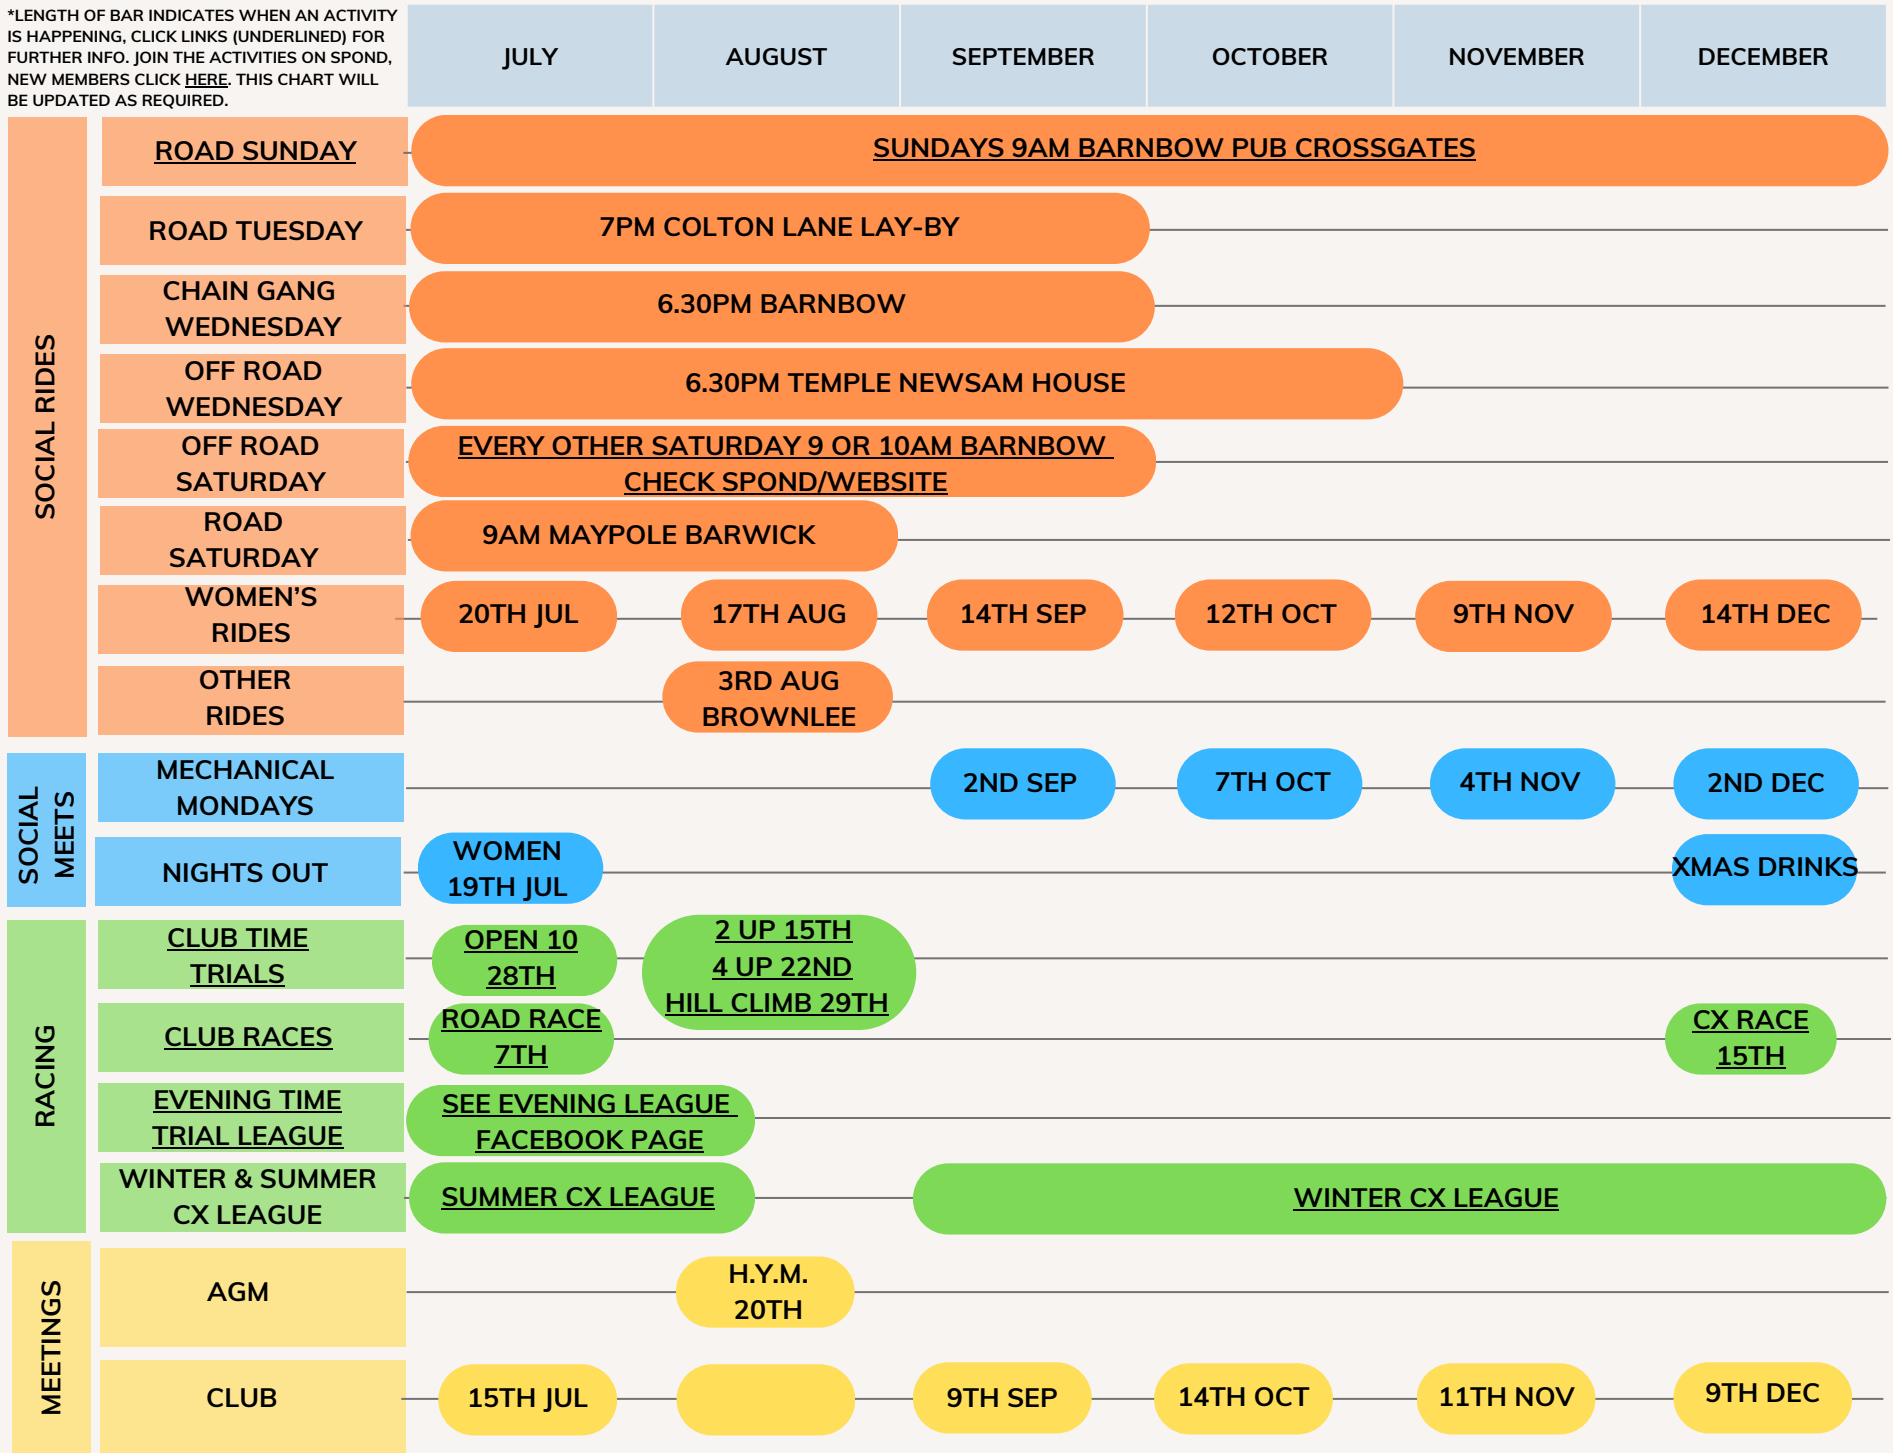 *LENGTH OF BAR INDICATES WHEN AN ACTIVITY
IS HAPPENING, CLICK LINKS (UNDERLINED) FOR
FURTHER INFO. JOIN THE ACTIVITIES ON SPOND,
NEW MEMBERS CLICK HERE. THIS CHART WILL
BE UPDATED AS REQUIRED.
JULY
AUGUST
SEPTEMBER
OCTOBER
NOVEMBER
DECEMBER
SOCIAL RIDES
ROAD SUNDAY
SUNDAYS 9AM BARNBOW PUB CROSSGATES
ROAD TUESDAY
7PM COLTON LANE LAY-BY
CHAIN GANG
WEDNESDAY
6.30PM BARNBOW
OFF ROAD
WEDNESDAY
6.30PM TEMPLE NEWSAM HOUSE
OFF ROAD
SATURDAY
EVERY OTHER SATURDAY 9 OR 10AM BARNBOW
CHECK SPOND/WEBSITE
ROAD
SATURDAY
9AM MAYPOLE BARWICK
WOMEN'S
RIDES
20TH JUL
17TH AUG
14TH SEP
12TH OCT
9TH NOV
14TH DEC
OTHER
RIDES
3RD AUG
BROWNLEE
SOCIAL
MEETS
MECHANICAL
MONDAYS
2ND SEP
7TH OCT
4TH NOV
2ND DEC
NIGHTS OUT
WOMEN
19TH JUL
XMAS DRINKS
RACING
CLUB TIME
TRIALS
OPEN 10
28TH
2 UP 15TH
4 UP 22ND
HILL CLIMB 29TH
CLUB RACES
ROAD RACE
7TH
CX RACE
15TH
EVENING TIME
TRIAL LEAGUE
SEE EVENING LEAGUE
FACEBOOK PAGE
WINTER & SUMMER
CX LEAGUE
SUMMER CX LEAGUE
WINTER CX LEAGUE
MEETINGS
AGM
H.Y.M.
20TH
CLUB
15TH JUL
9TH SEP
14TH OCT
11TH NOV
9TH DEC